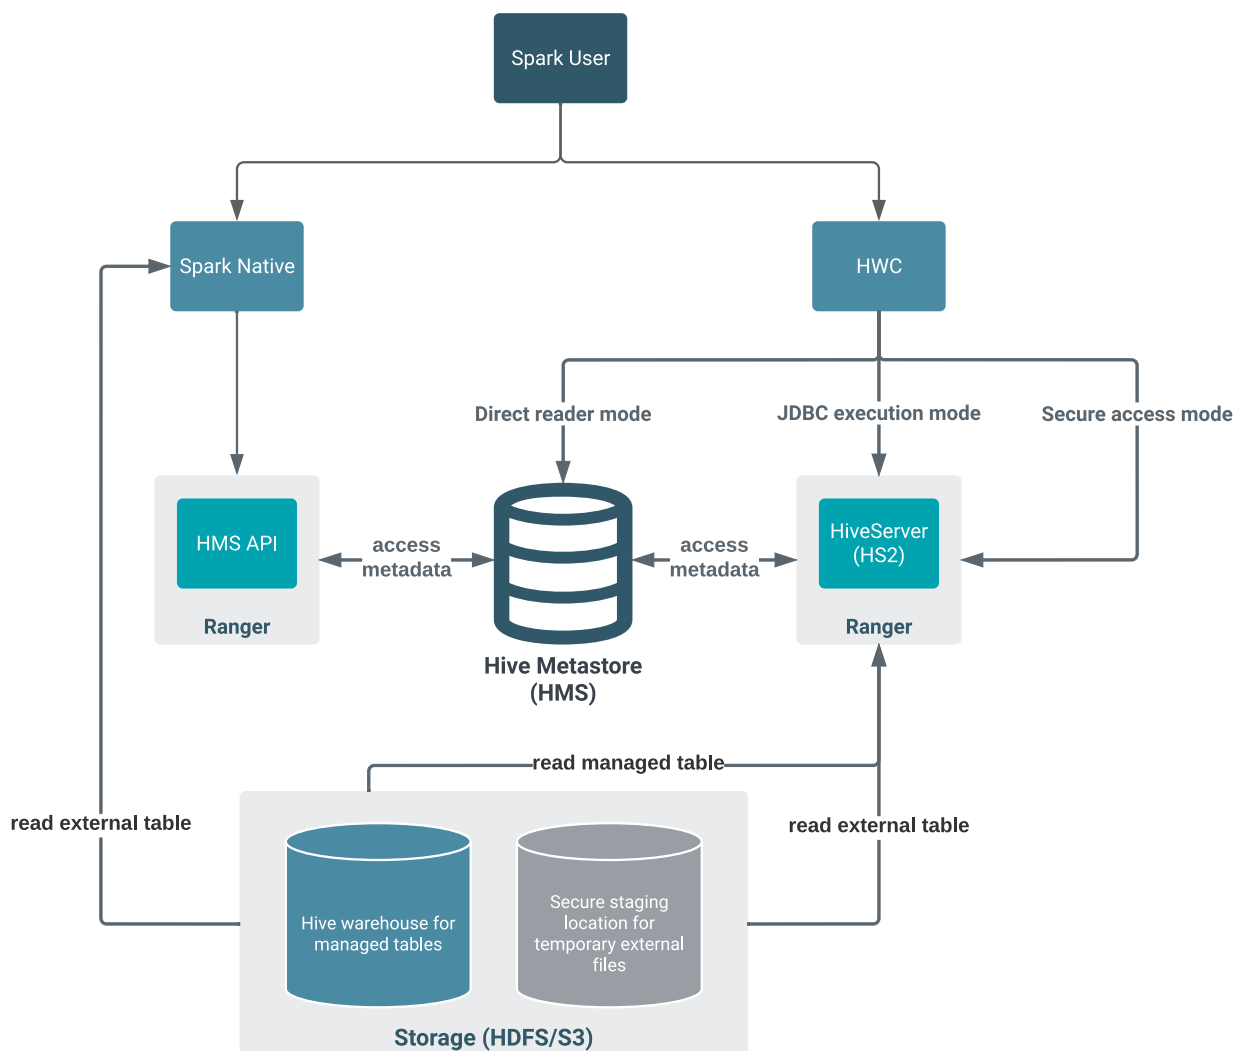 Spark User
Spark Native
HWC
Direct reader mode
JDBC execution mode
Secure access mode
HMS API
Ranger
access
metadata
access
metadata
HiveServer
(HS2)
Ranger
Hive Metastore
(HMS)
read managed table
read external table
read external table
Hive warehouse for
managed tables
Secure staging
location for
temporary external
files
Storage (HDFS/S3)